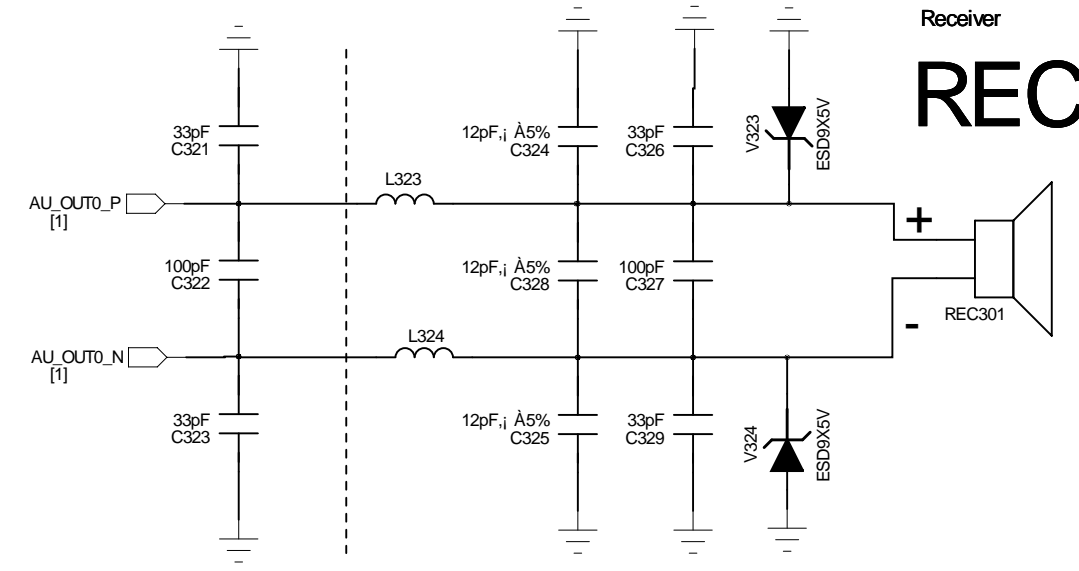 Receiver
REC
33pF
C321
12pF,¡ À5%
C324
33pF
C326
V323
ESD9X5V
AU_OUT0_P
[1]
L323
+
100pF
C322
12pF,¡ À5%
C328
100pF
C327
REC301
-
AU_OUT0_N
[1]
L324
33pF
C323
12pF,¡ À5%
C325
33pF
C329
V324
ESD9X5V